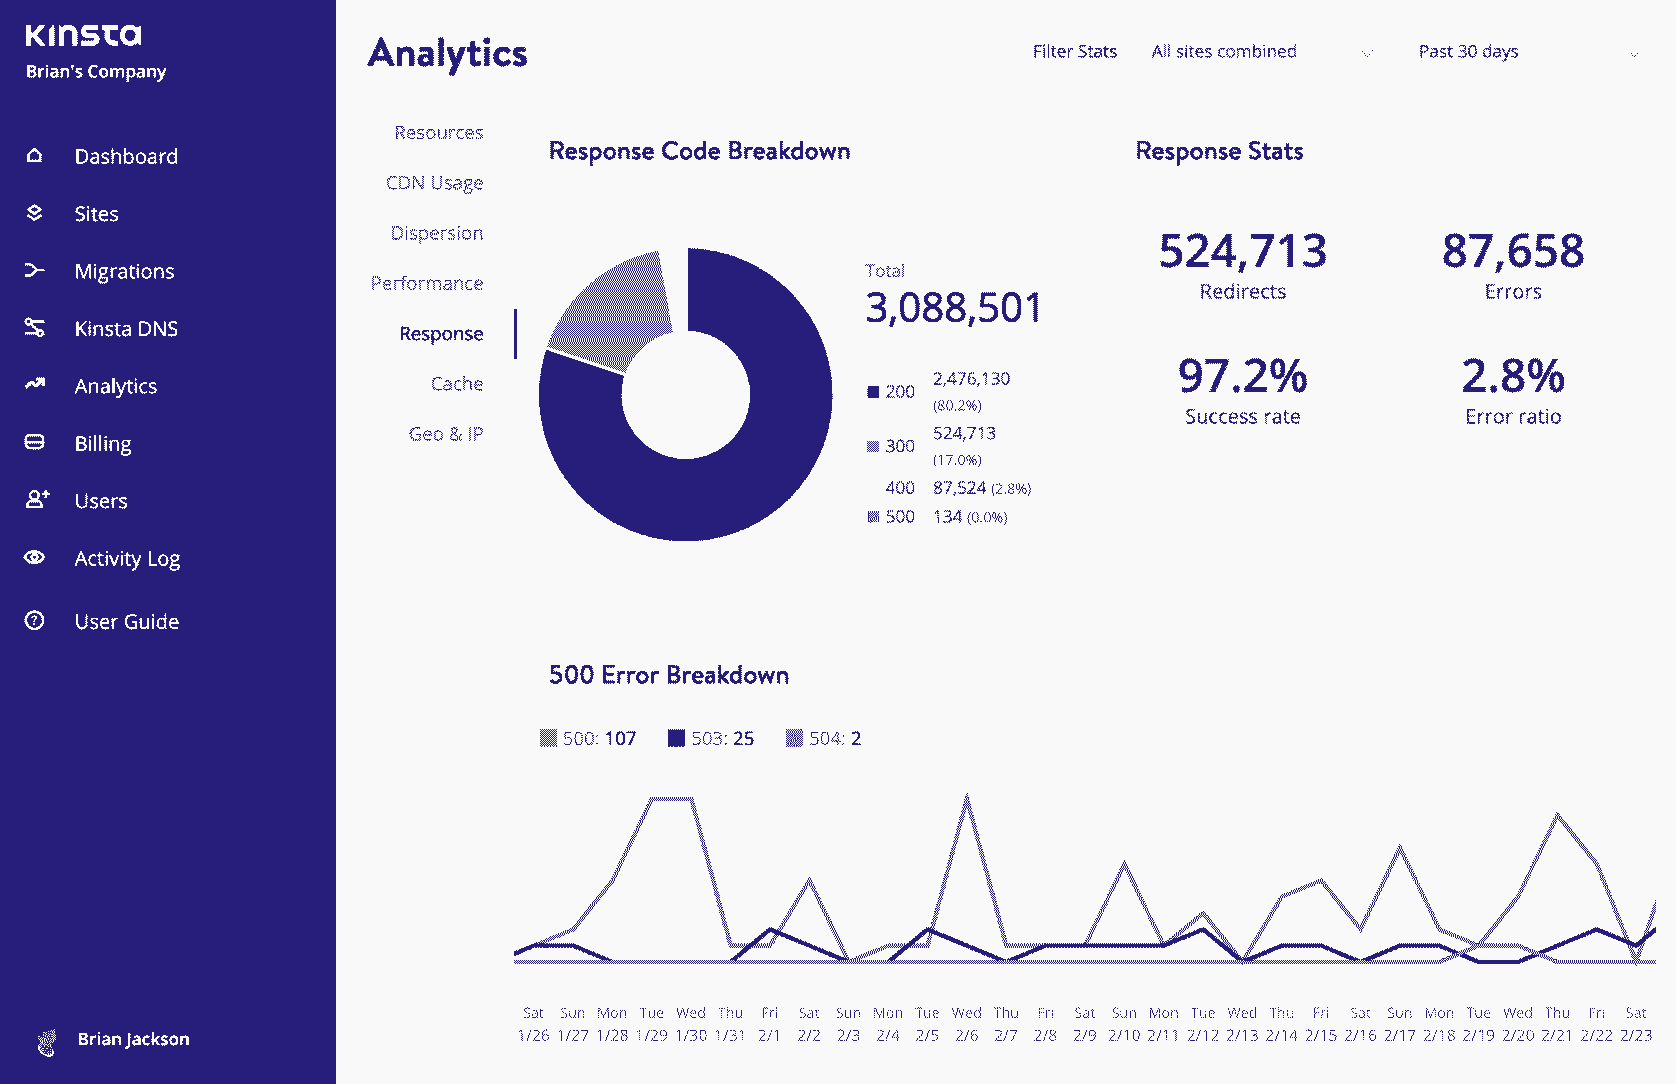 KINSTA
Brian's Company
Dashboard
Sites
Migrations
Kinsta DNS
Analytics
Billing
Users
Activity Log
User Guide
Brian Jackson
Analytics
Filter Stats All sites combined Past 30 days
Resources
CDN Usage
Dispersion
Performance
Response
Cache
Geo & IP
Response Code Breakdown
Total
3,088,501
200 2,476,130
(80.2%)
300 524,713
(17.0%)
400 87,524 (2.8%)
500 134 (0.0%)
Response Stats
524,713 87,658
Redirects Errors
97.2% 2.8%
Success rate Error ratio
500 Error Breakdown
500: 107 503: 25 504: 2
Sat Sun Mon Tue Wed Thu Fri Sat Sun Mon Tue Wed Thu Fri Sat Sun Mon Tue Wed Thu Fri Sat Sun Mon Tue Wed Thu Fri Sat
1/26 1/27 1/28 1/29 1/30 1/31 2/1 2/2 2/3 2/4 2/5 2/6 2/7 2/8 2/9 2/10 2/11 2/12 2/13 2/14 2/15 2/16 2/17 2/18 2/19 2/20 2/21 2/22 2/23